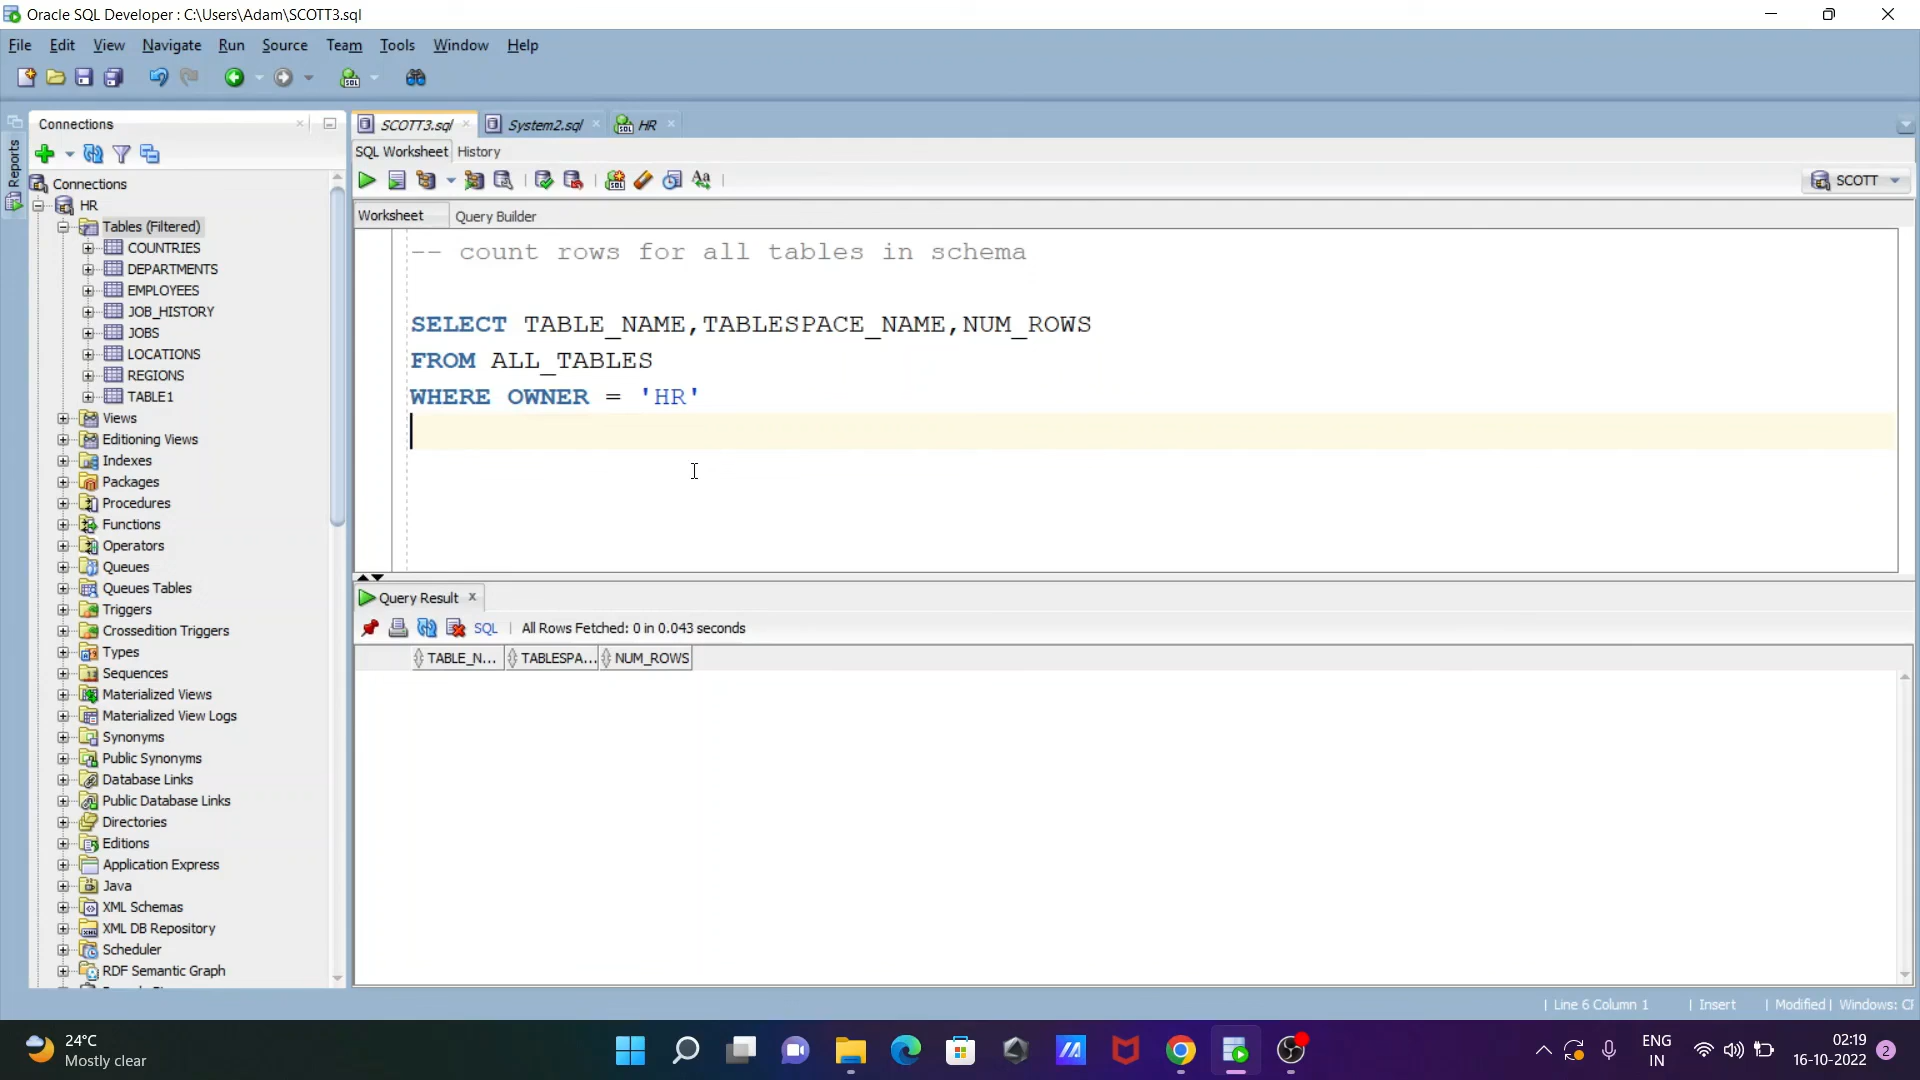 Oracle SQL Developer : C:\Users\Adam\SCOTT3.sql
File Edit View Navigate Run Source Team Tools Window Help
Connections
SCOTT3.sql System2.sql HR
SQL Worksheet History
SCOTT
Worksheet Query Builder
Reports
Connections
HR
Tables (Filtered)
COUNTRIES
DEPARTMENTS
EMPLOYEES
JOB_HISTORY
JOBS
LOCATIONS
REGIONS
TABLE1
Views
Editioning Views
Indexes
Packages
Procedures
Functions
Operators
Queues
Queues Tables
Triggers
Crossedition Triggers
Types
Sequences
Materialized Views
Materialized View Logs
Synonyms
Public Synonyms
Database Links
Public Database Links
Directories
Editions
Application Express
Java
XML Schemas
XML DB Repository
Scheduler
RDF Semantic Graph
-- count rows for all tables in schema
SELECT TABLE_NAME,TABLESPACE_NAME,NUM_ROWS
FROM ALL_TABLES
WHERE OWNER = 'HR'
Query Result
SQL | All Rows Fetched: 0 in 0.043 seconds
TABLE_N... TABLESPA... NUM_ROWS
| Line 6 Column 1 | Insert | Modified | Windows: CF
24°C
Mostly clear
ENG
IN
02:19
16-10-2022
2